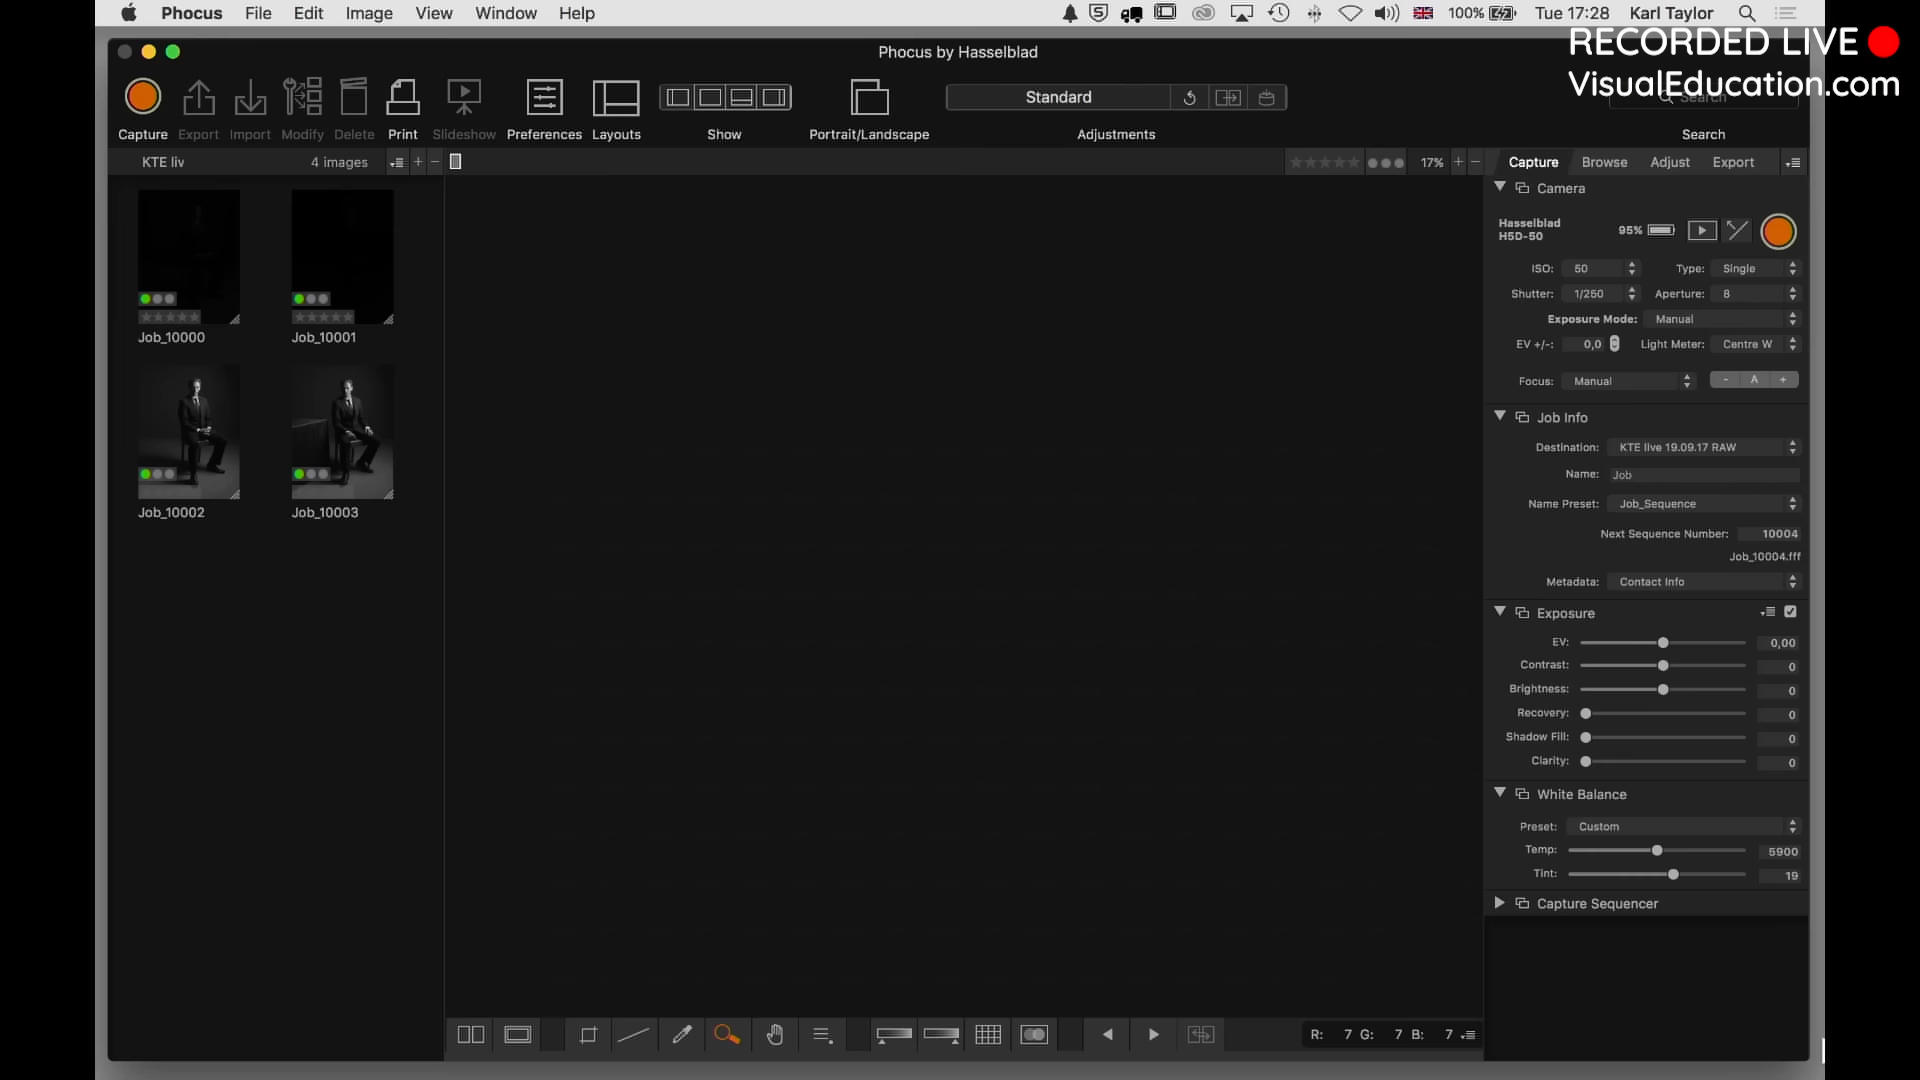 Phocus File Edit Image View Window Help 100% Tue 17:28 Karl Taylor
Phocus by Hasselblad
RECORDED LIVE
VisualEducation.com
Standard
Search
Capture Export Import Modify Delete Print Slideshow Preferences Layouts Show Portrait/Landscape Adjustments Search
KTE liv 4 images 17% Capture Browse Adjust Export
Camera
Hasselblad
H5D-50
95%
ISO: 50 Type: Single
Shutter: 1/250 Aperture: 8
Exposure Mode: Manual
EV +/-: 0,0 Light Meter: Centre W
Focus: Manual - A +
Job_10000 Job_10001
Job_10002 Job_10003
Job Info
Destination: KTE live 19.09.17 RAW
Name: Job
Name Preset: Job_Sequence
Next Sequence Number: 10004
Job_10004.fff
Metadata: Contact Info
Exposure
EV: 0,00
Contrast: 0
Brightness: 0
Recovery: 0
Shadow Fill: 0
Clarity: 0
White Balance
Preset: Custom
Temp: 5900
Tint: 19
Capture Sequencer
R: 7 G: 7 B: 7